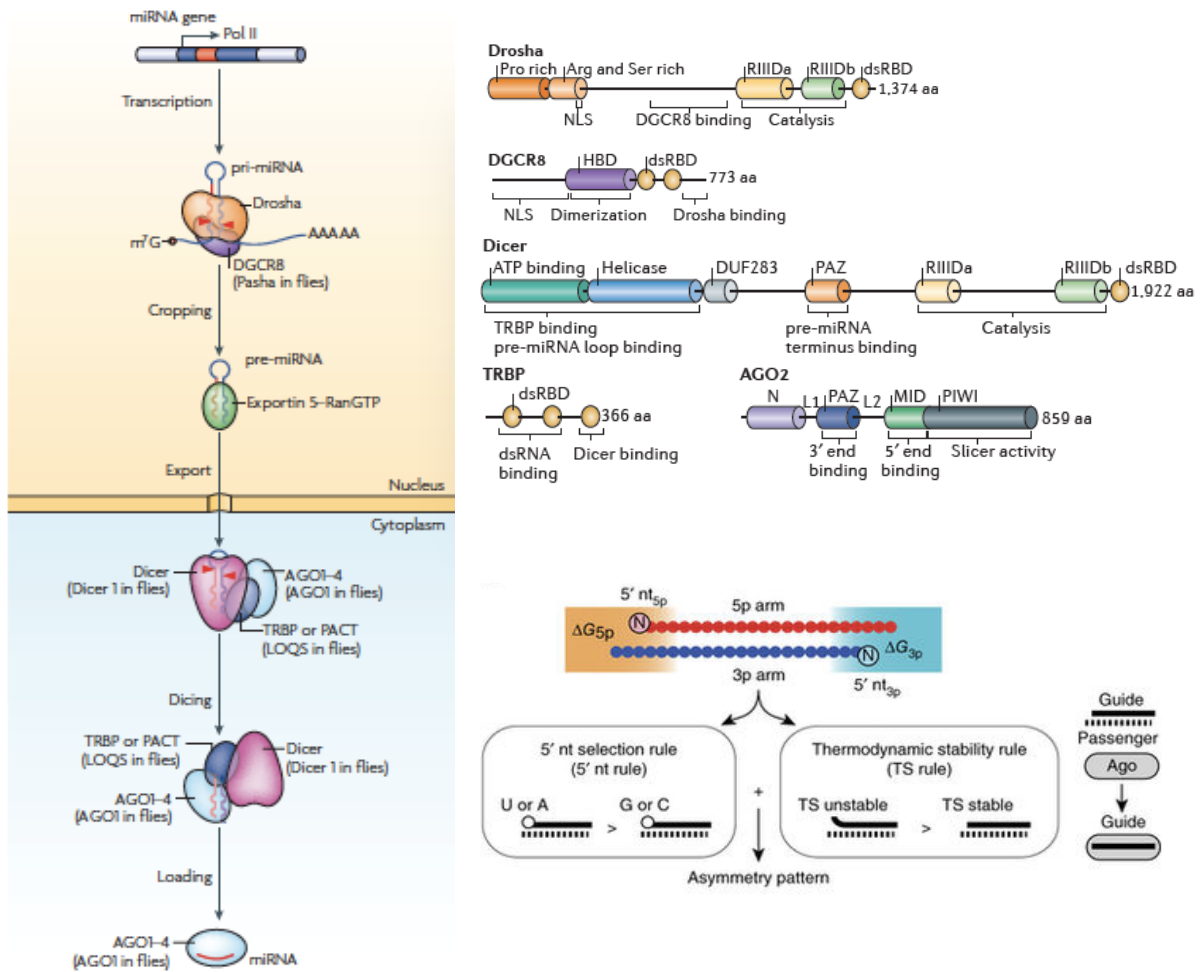 miRNA gene
Pol II
Transcription
pri-miRNA
Drosha
m⁷G
AAAAA
DGCR8
(Pasha in flies)
Cropping
pre-miRNA
Exportin 5–RanGTP
Export
Nucleus
Cytoplasm
Dicer
(Dicer 1 in flies)
AGO1–4
(AGO1 in flies)
TRBP or PACT
(LOQS in flies)
Dicing
TRBP or PACT
(LOQS in flies)
Dicer
(Dicer 1 in flies)
AGO1–4
(AGO1 in flies)
Loading
AGO1–4
(AGO1 in flies)
miRNA
Drosha
Pro rich
Arg and Ser rich
RIIIDa
RIIIDb
dsRBD
1,374 aa
NLS
DGCR8 binding
Catalysis
DGCR8
HBD
dsRBD
773 aa
NLS
Dimerization
Drosha binding
Dicer
ATP binding
Helicase
DUF283
PAZ
RIIIDa
RIIIDb
dsRBD
1,922 aa
TRBP binding
pre-miRNA loop binding
pre-miRNA
terminus binding
Catalysis
TRBP
dsRBD
366 aa
dsRNA
binding
Dicer binding
AGO2
N
L1
PAZ
L2
MID
PIWI
859 aa
3′ end
binding
5′ end
binding
Slicer activity
5′ nt5p
5p arm
ΔG5p
N
N
ΔG3p
3p arm
5′ nt3p
5′ nt selection rule
(5′ nt rule)
U or A
G or C
>
+
Thermodynamic stability rule
(TS rule)
TS unstable
TS stable
>
Asymmetry pattern
Guide
Passenger
Ago
Guide